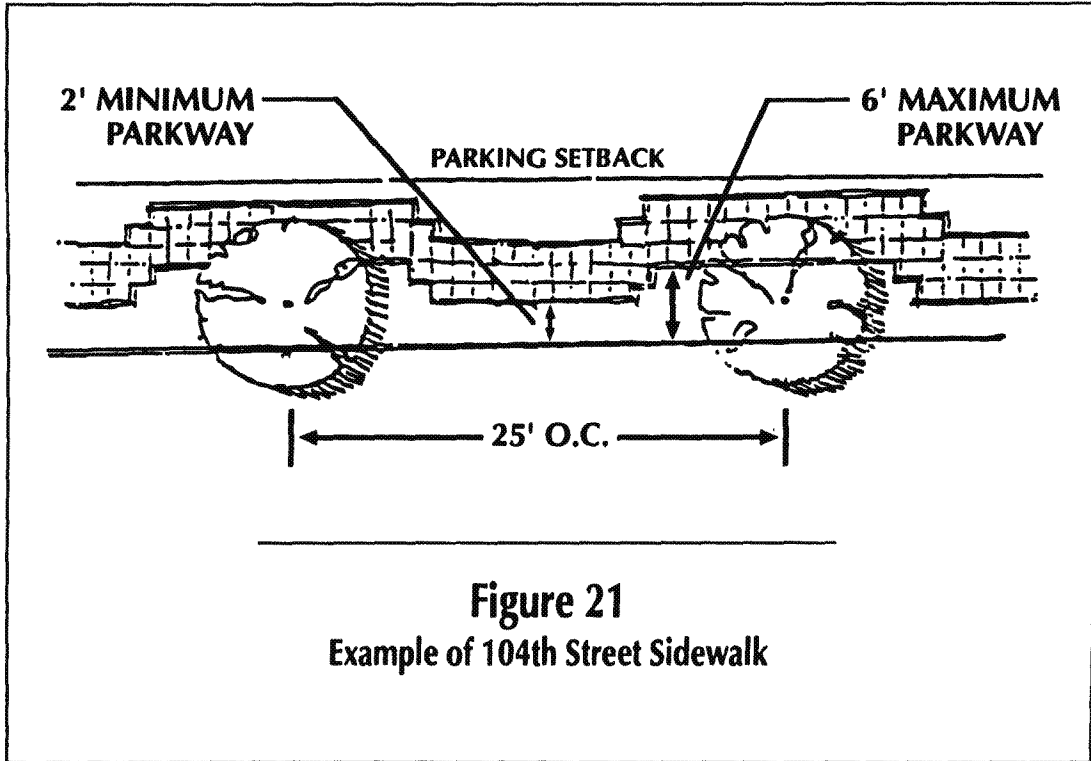 2' MINIMUM
PARKWAY
6' MAXIMUM
PARKWAY
PARKING SETBACK
25' O.C.
Figure 21
Example of 104th Street Sidewalk